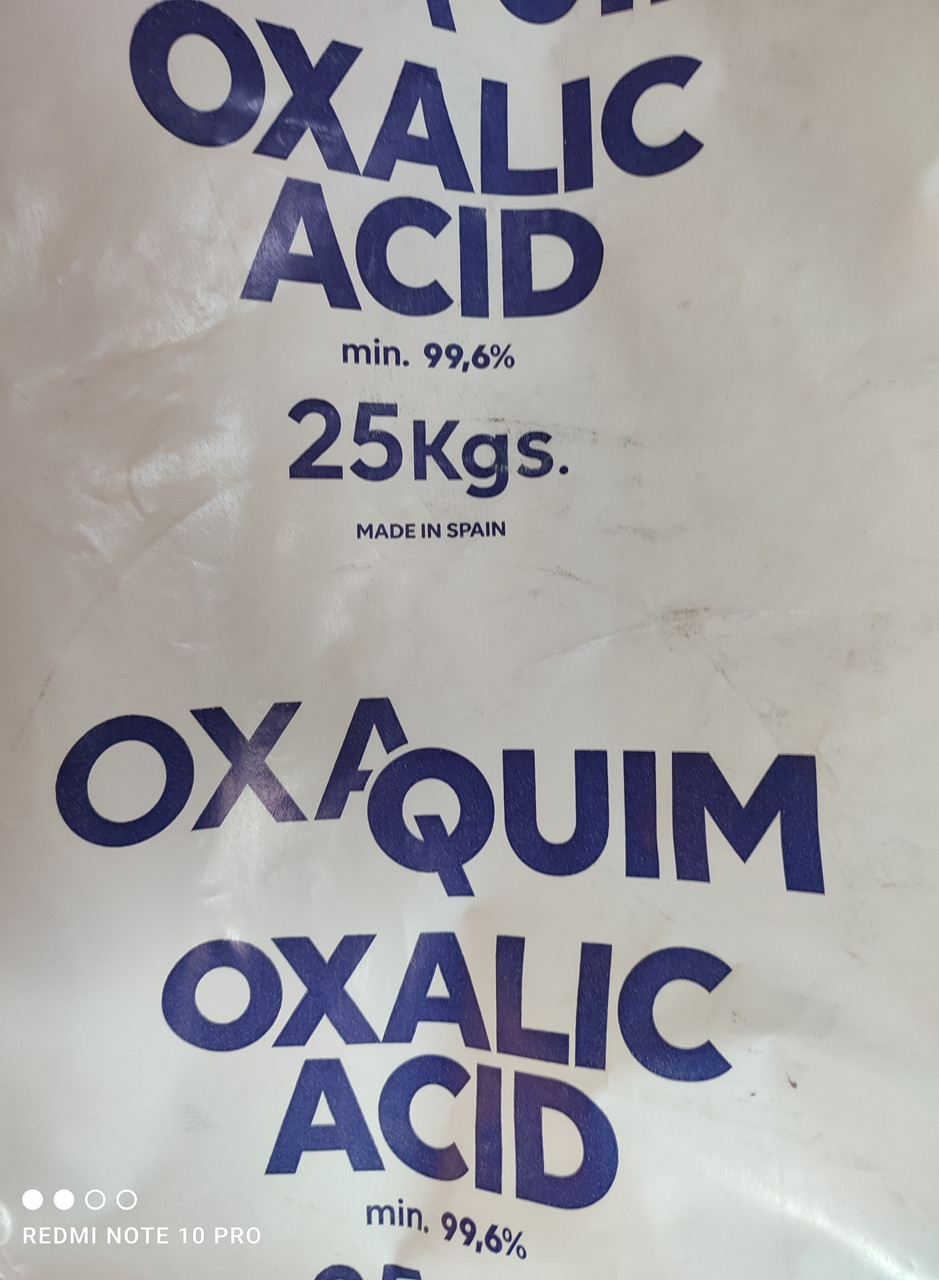 OXALIC
ACID
min. 99,6%
25Kgs.
MADE IN SPAIN
OXAQUIM
OXALIC
ACID
min. 99,6%
REDMI NOTE 10 PRO